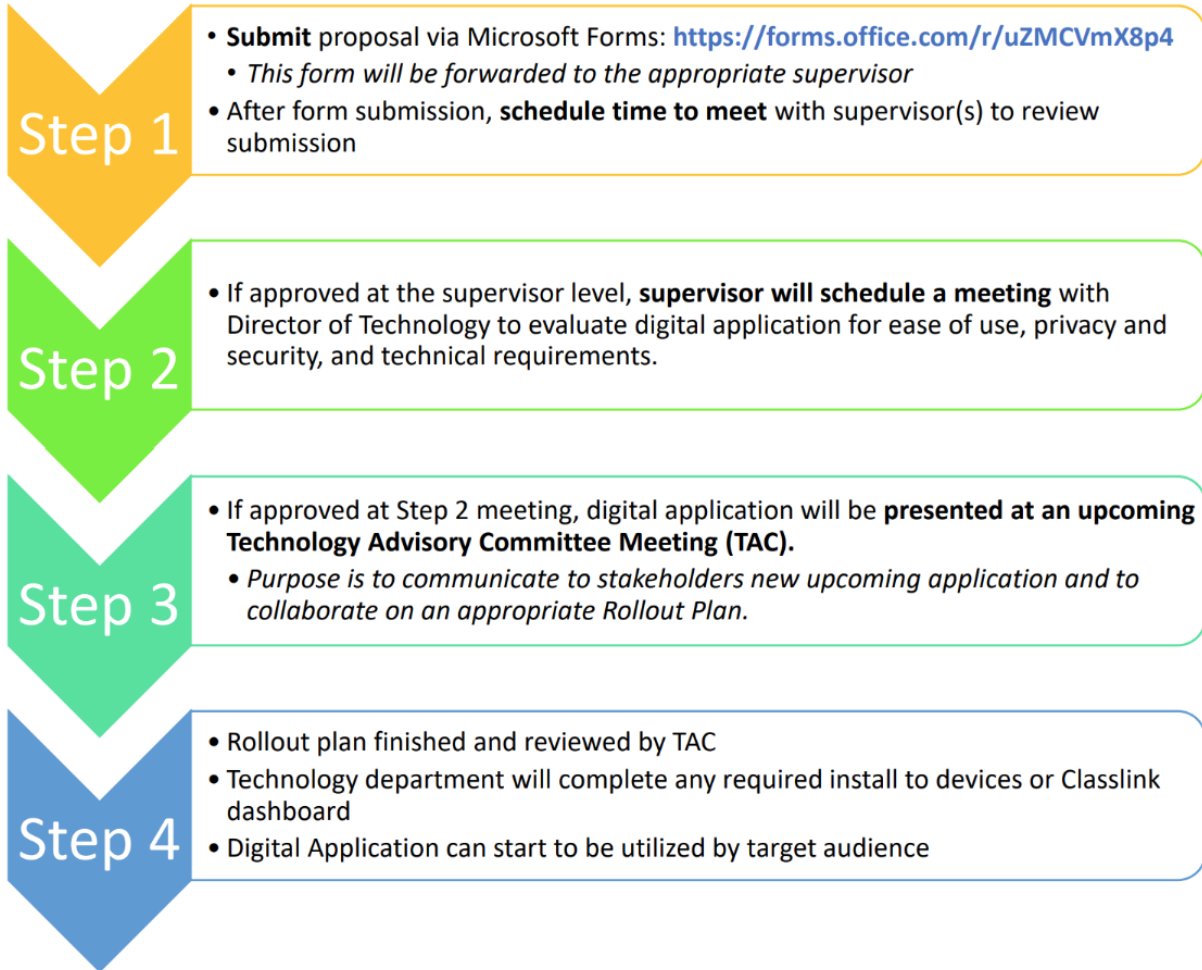 Step 1
• Submit proposal via Microsoft Forms: https://forms.office.com/r/uZMCVmX8p4
• This form will be forwarded to the appropriate supervisor
• After form submission, schedule time to meet with supervisor(s) to review
submission
Step 2
• If approved at the supervisor level, supervisor will schedule a meeting with
Director of Technology to evaluate digital application for ease of use, privacy and
security, and technical requirements.
Step 3
• If approved at Step 2 meeting, digital application will be presented at an upcoming
Technology Advisory Committee Meeting (TAC).
• Purpose is to communicate to stakeholders new upcoming application and to
collaborate on an appropriate Rollout Plan.
Step 4
• Rollout plan finished and reviewed by TAC
• Technology department will complete any required install to devices or Classlink
dashboard
• Digital Application can start to be utilized by target audience